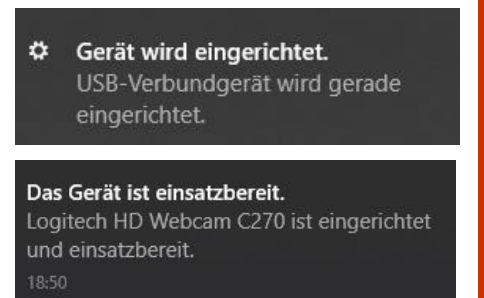 Gerät wird eingerichtet.
USB-Verbundgerät wird gerade
eingerichtet.
Das Gerät ist einsatzbereit.
Logitech HD Webcam C270 ist eingerichtet
und einsatzbereit.
18:50